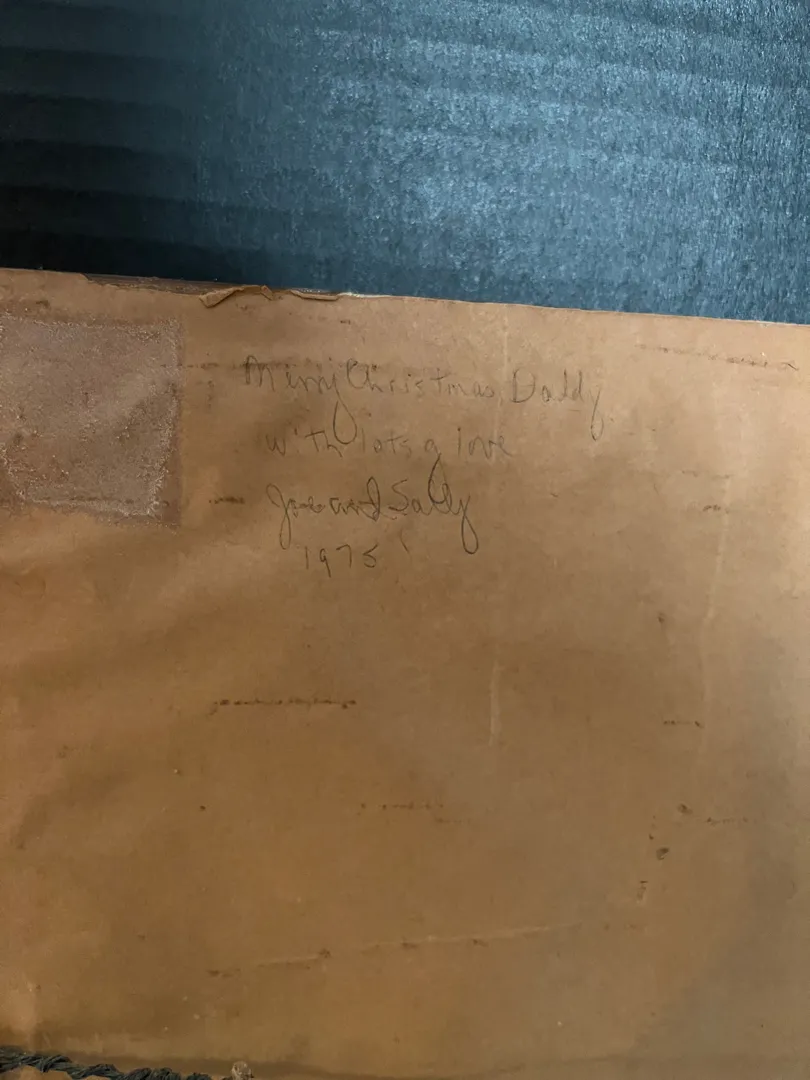 Merry Christmas Daddy
with lots of love
Joe and Sally
1975